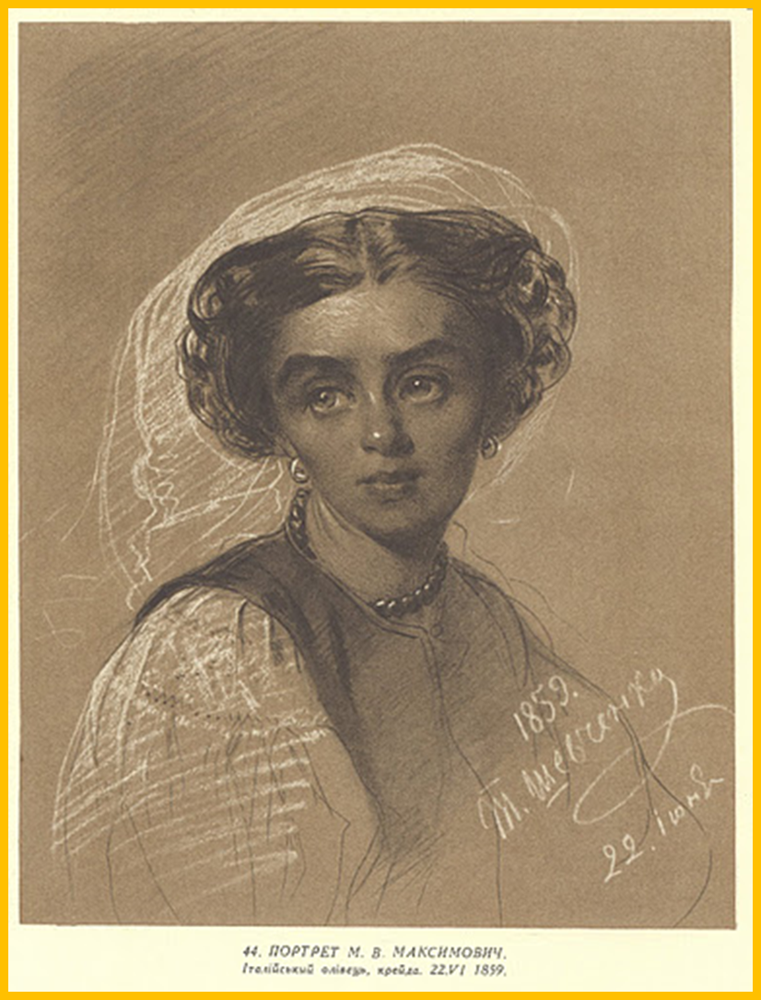 1859.
Т. Шевченко
22. іюня
44. ПОРТРЕТ М. В. МАКСИМОВИЧ.
Італійський олівець, крейда. 22.VI 1859.